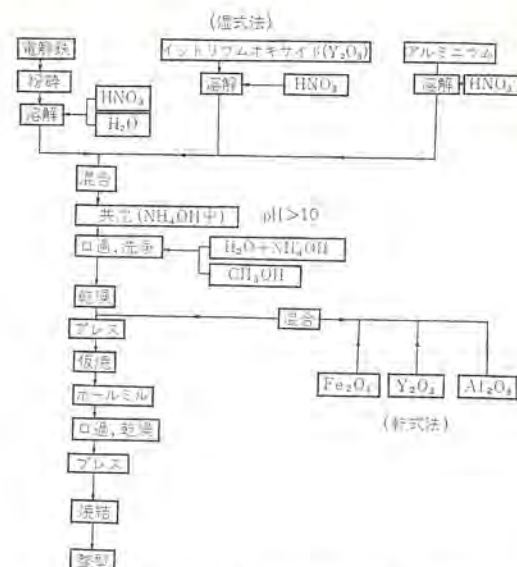 (湿式法)
電解鉄
イットリウムオキサイド(Y₂O₃)
アルミニウム
粉砕
溶解
HNO₃
溶解
HNO₃
HNO₃
溶解
H₂O
混合
共沈(NH₄OH中) pH>10
口過,洗浄
H₂O+NH₄OH
CH₃OH
乾燥
混合
プレス
仮焼
Y₂O₃
Al₂O₃
ボールミル
(乾式法)
口過,乾燥
プレス
焼結
整型